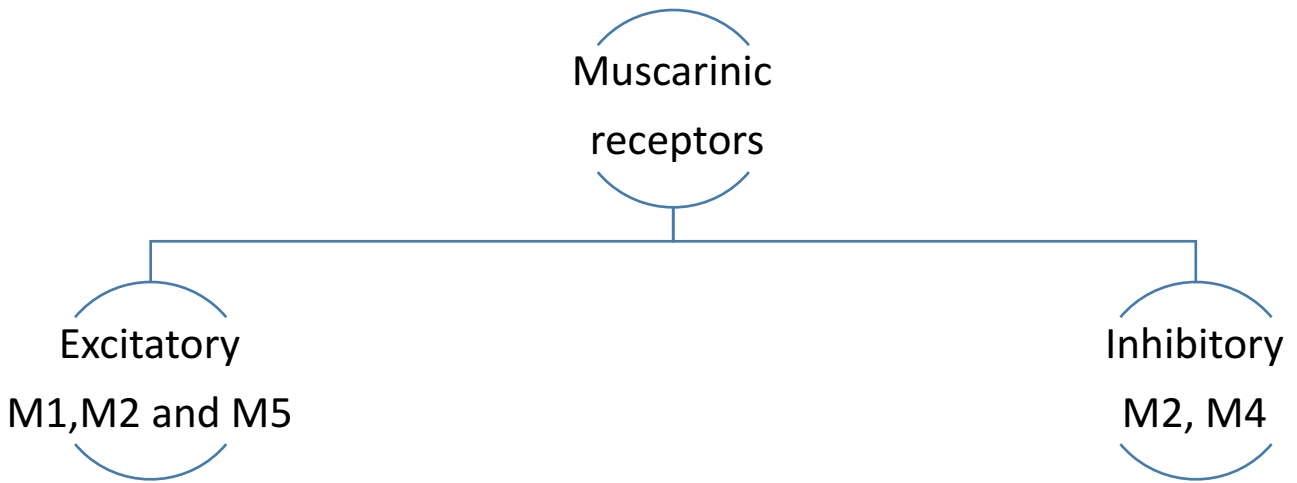 Muscarinic
receptors
Excitatory
M1,M2 and M5
Inhibitory
M2, M4